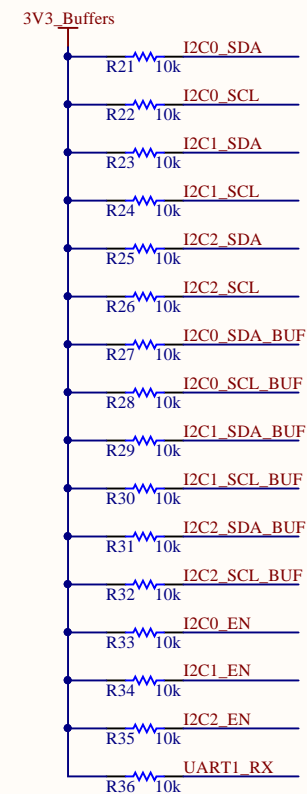 3V3_Buffers
I2C0_SDA
R21 10k
I2C0_SCL
R22 10k
I2C1_SDA
R23 10k
I2C1_SCL
R24 10k
I2C2_SDA
R25 10k
I2C2_SCL
R26 10k
I2C0_SDA_BUF
R27 10k
I2C0_SCL_BUF
R28 10k
I2C1_SDA_BUF
R29 10k
I2C1_SCL_BUF
R30 10k
I2C2_SDA_BUF
R31 10k
I2C2_SCL_BUF
R32 10k
I2C0_EN
R33 10k
I2C1_EN
R34 10k
I2C2_EN
R35 10k
UART1_RX
R36 10k